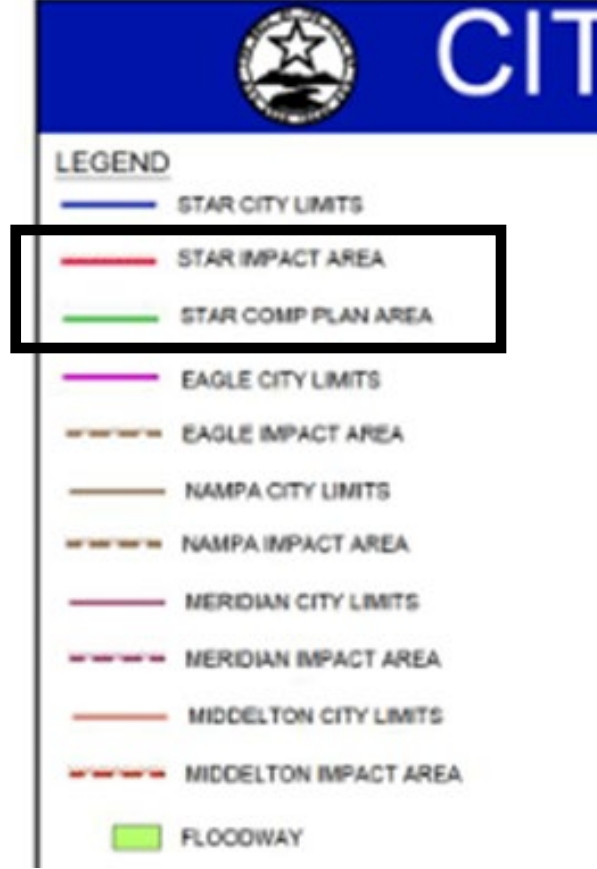 CIT
LEGEND
STAR CITY LIMITS
STAR IMPACT AREA
STAR COMP PLAN AREA
EAGLE CITY LIMITS
EAGLE IMPACT AREA
NAMPA CITY LIMITS
NAMPA IMPACT AREA
MERIDIAN CITY LIMITS
MERIDIAN IMPACT AREA
MIDDELTON CITY LIMITS
MIDDELTON IMPACT AREA
FLOODWAY